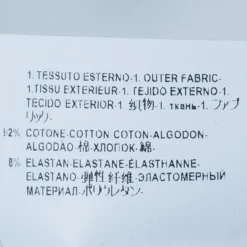 1. TESSUTO ESTERNO·1. OUTER FABRIC·
1.TISSU EXTERIEUR·1. TEJIDO EXTERNO·1.
TECIDO EXTERIOR·1. 织物·1. ткань·1. ファブ
リック·
92% COTONE·COTTON COTON·ALGODON·
ALGODÃO·棉·ХЛОПОК·綿·
8% ELASTAN·ELASTANE·ÉLASTHANNE·
ELASTANO·弹性纤维·ЭЛАСТОМЕРНЫЙ
МАТЕРИАЛ·ポリウレタン·